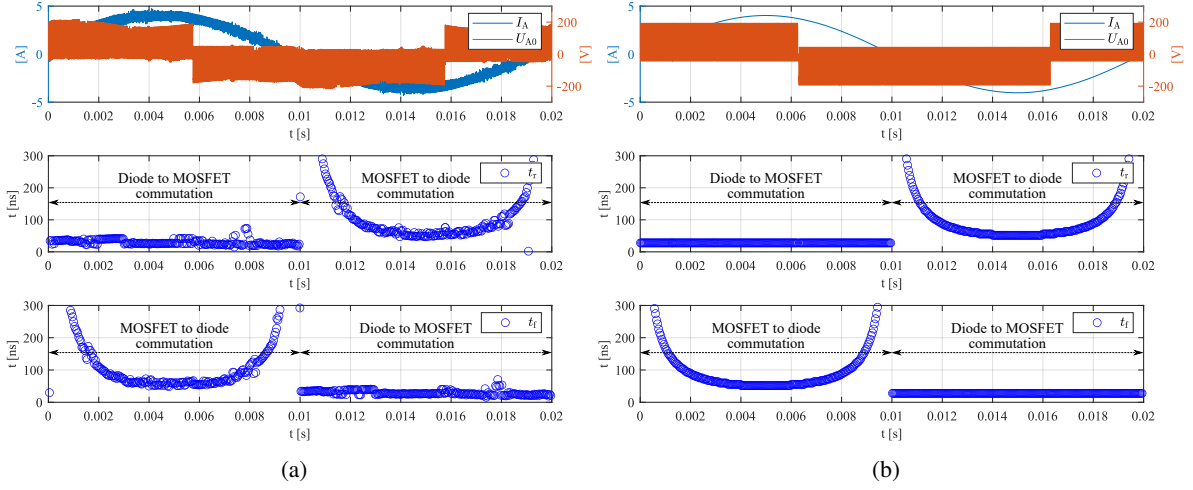 5
0
-5
[A]
200
0
-200
[V]
I_A
U_A0
0 0.002 0.004 0.006 0.008 0.01 0.012 0.014 0.016 0.018 0.02
t [s]
300
200
100
0
t [ns]
Diode to MOSFET
commutation
MOSFET to diode
commutation
t_r
0 0.002 0.004 0.006 0.008 0.01 0.012 0.014 0.016 0.018 0.02
t [s]
300
200
100
0
t [ns]
MOSFET to diode
commutation
Diode to MOSFET
commutation
t_f
0 0.002 0.004 0.006 0.008 0.01 0.012 0.014 0.016 0.018 0.02
t [s]
(a)
5
0
-5
[A]
200
0
-200
[V]
I_A
U_A0
0 0.002 0.004 0.006 0.008 0.01 0.012 0.014 0.016 0.018 0.02
t [s]
300
200
100
0
t [ns]
Diode to MOSFET
commutation
MOSFET to diode
commutation
t_r
0 0.002 0.004 0.006 0.008 0.01 0.012 0.014 0.016 0.018 0.02
t [s]
300
200
100
0
t [ns]
MOSFET to diode
commutation
Diode to MOSFET
commutation
t_f
0 0.002 0.004 0.006 0.008 0.01 0.012 0.014 0.016 0.018 0.02
t [s]
(b)